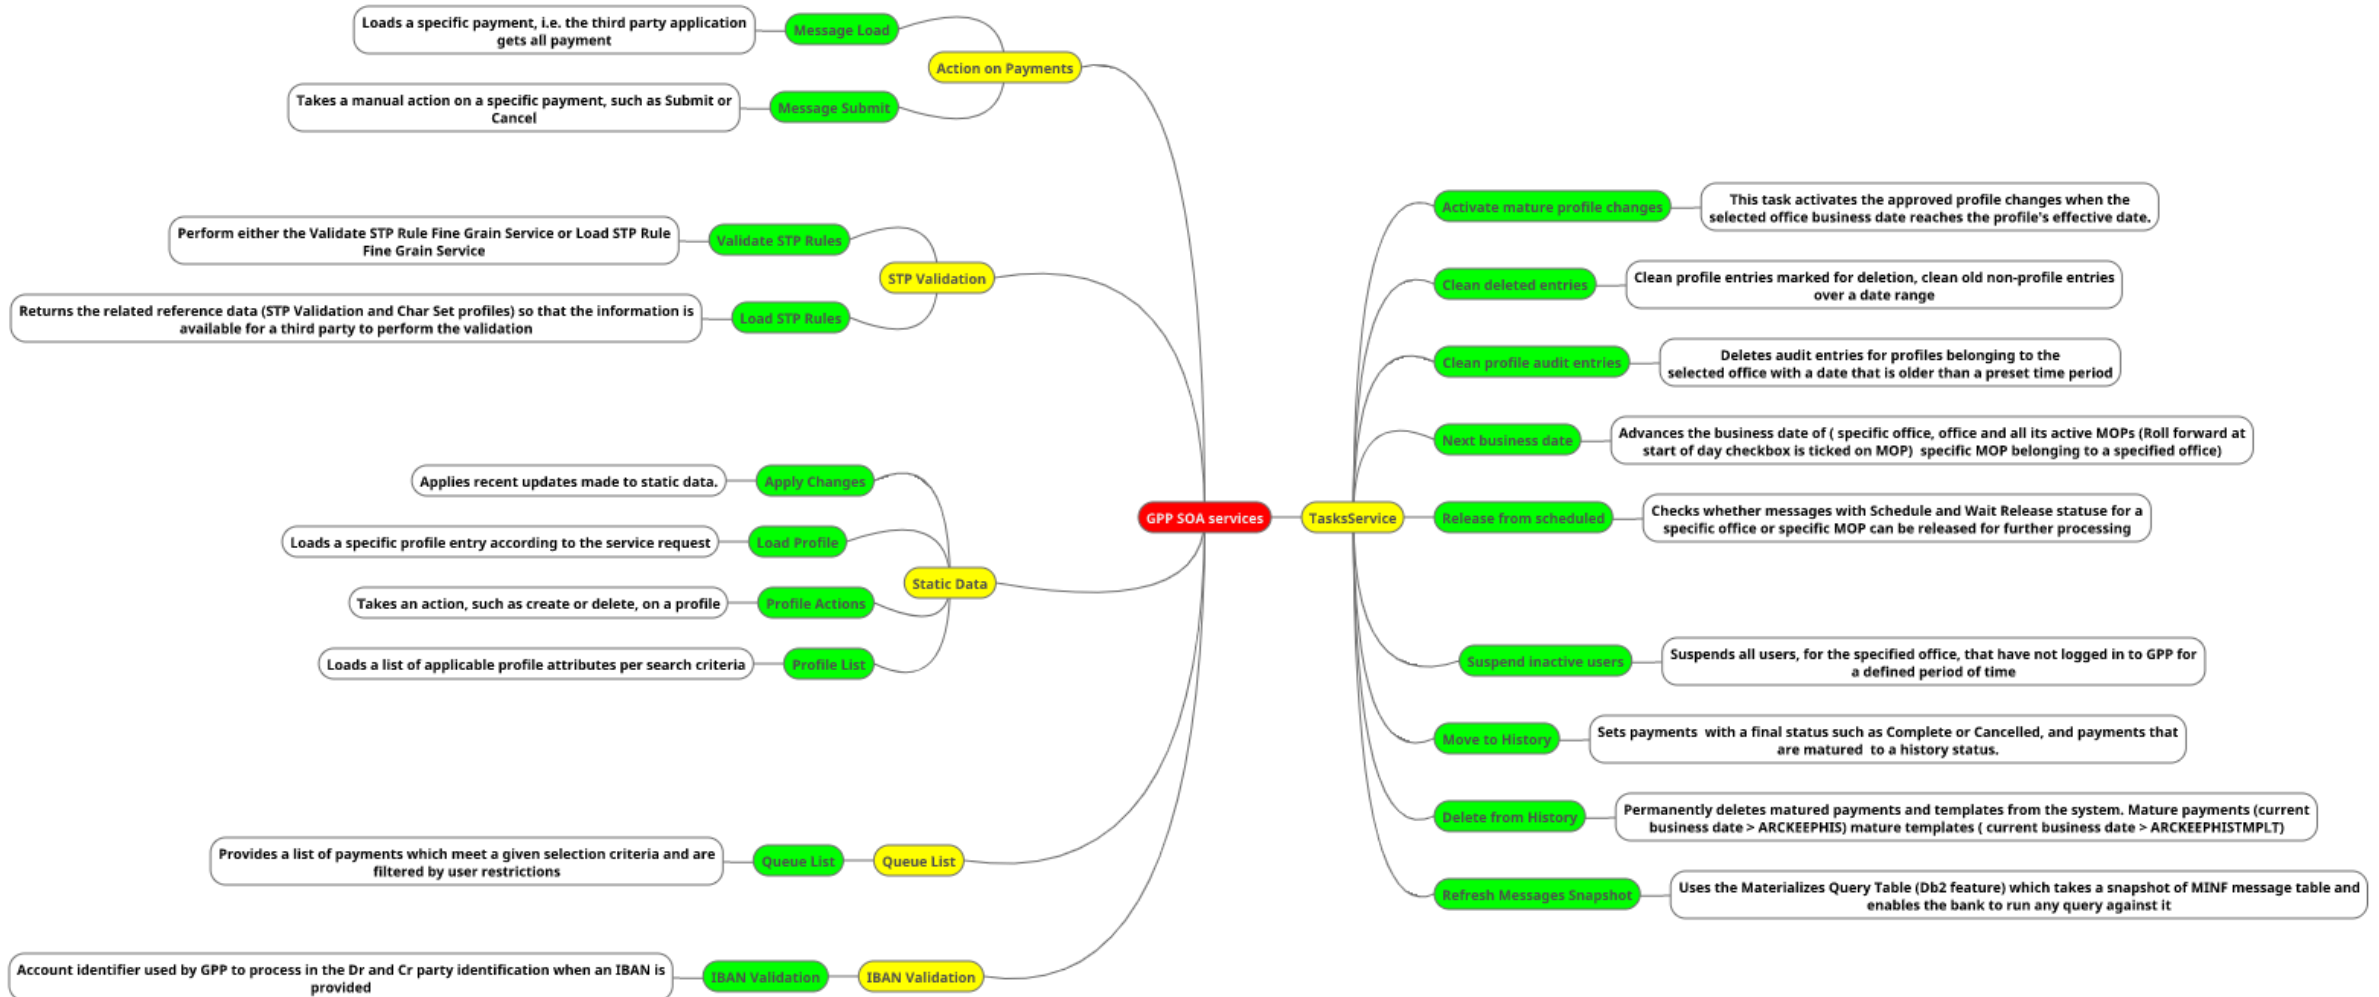 GPP SOA services
Action on Payments
Message Load
Loads a specific payment, i.e. the third party application
gets all payment
Message Submit
Takes a manual action on a specific payment, such as Submit or
Cancel
STP Validation
Validate STP Rules
Perform either the Validate STP Rule Fine Grain Service or Load STP Rule
Fine Grain Service
Load STP Rules
Returns the related reference data (STP Validation and Char Set profiles) so that the information is
available for a third party to perform the validation
Static Data
Apply Changes
Applies recent updates made to static data.
Load Profile
Loads a specific profile entry according to the service request
Profile Actions
Takes an action, such as create or delete, on a profile
Profile List
Loads a list of applicable profile attributes per search criteria
Queue List
Queue List
Provides a list of payments which meet a given selection criteria and are
filtered by user restrictions
IBAN Validation
IBAN Validation
Account identifier used by GPP to process in the Dr and Cr party identification when an IBAN is
provided
TasksService
Activate mature profile changes
This task activates the approved profile changes when the
selected office business date reaches the profile's effective date.
Clean deleted entries
Clean profile entries marked for deletion, clean old non-profile entries
over a date range
Clean profile audit entries
Deletes audit entries for profiles belonging to the
selected office with a date that is older than a preset time period
Next business date
Advances the business date of ( specific office, office and all its active MOPs (Roll forward at
start of day checkbox is ticked on MOP)  specific MOP belonging to a specified office)
Release from scheduled
Checks whether messages with Schedule and Wait Release statuse for a
specific office or specific MOP can be released for further processing
Suspend inactive users
Suspends all users, for the specified office, that have not logged in to GPP for
a defined period of time
Move to History
Sets payments  with a final status such as Complete or Cancelled, and payments that
are matured  to a history status.
Delete from History
Permanently deletes matured payments and templates from the system. Mature payments (current
business date > ARCKEEPHIS) mature templates ( current business date > ARCKEEPHISTMPLT)
Refresh Messages Snapshot
Uses the Materializes Query Table (Db2 feature) which takes a snapshot of MINF message table and
enables the bank to run any query against it